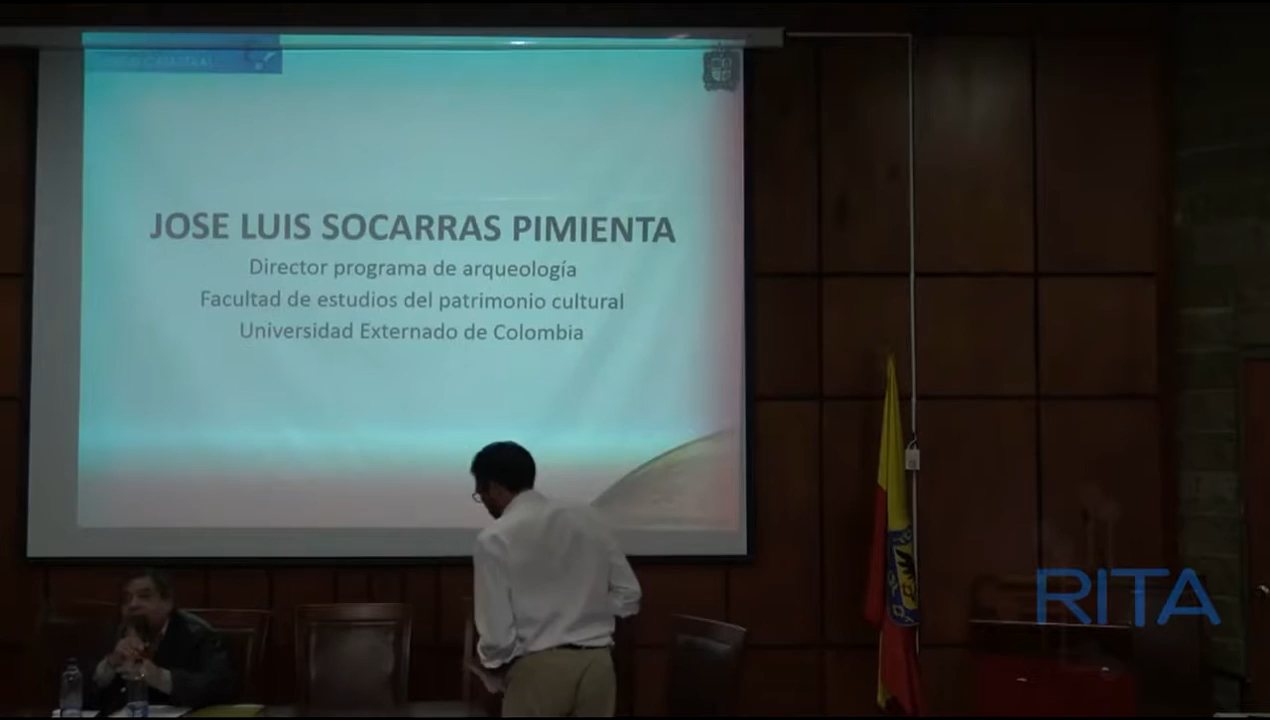 JOSE LUIS SOCARRAS PIMIENTA
Director programa de arqueología
Facultad de estudios del patrimonio cultural
Universidad Externado de Colombia
RITA